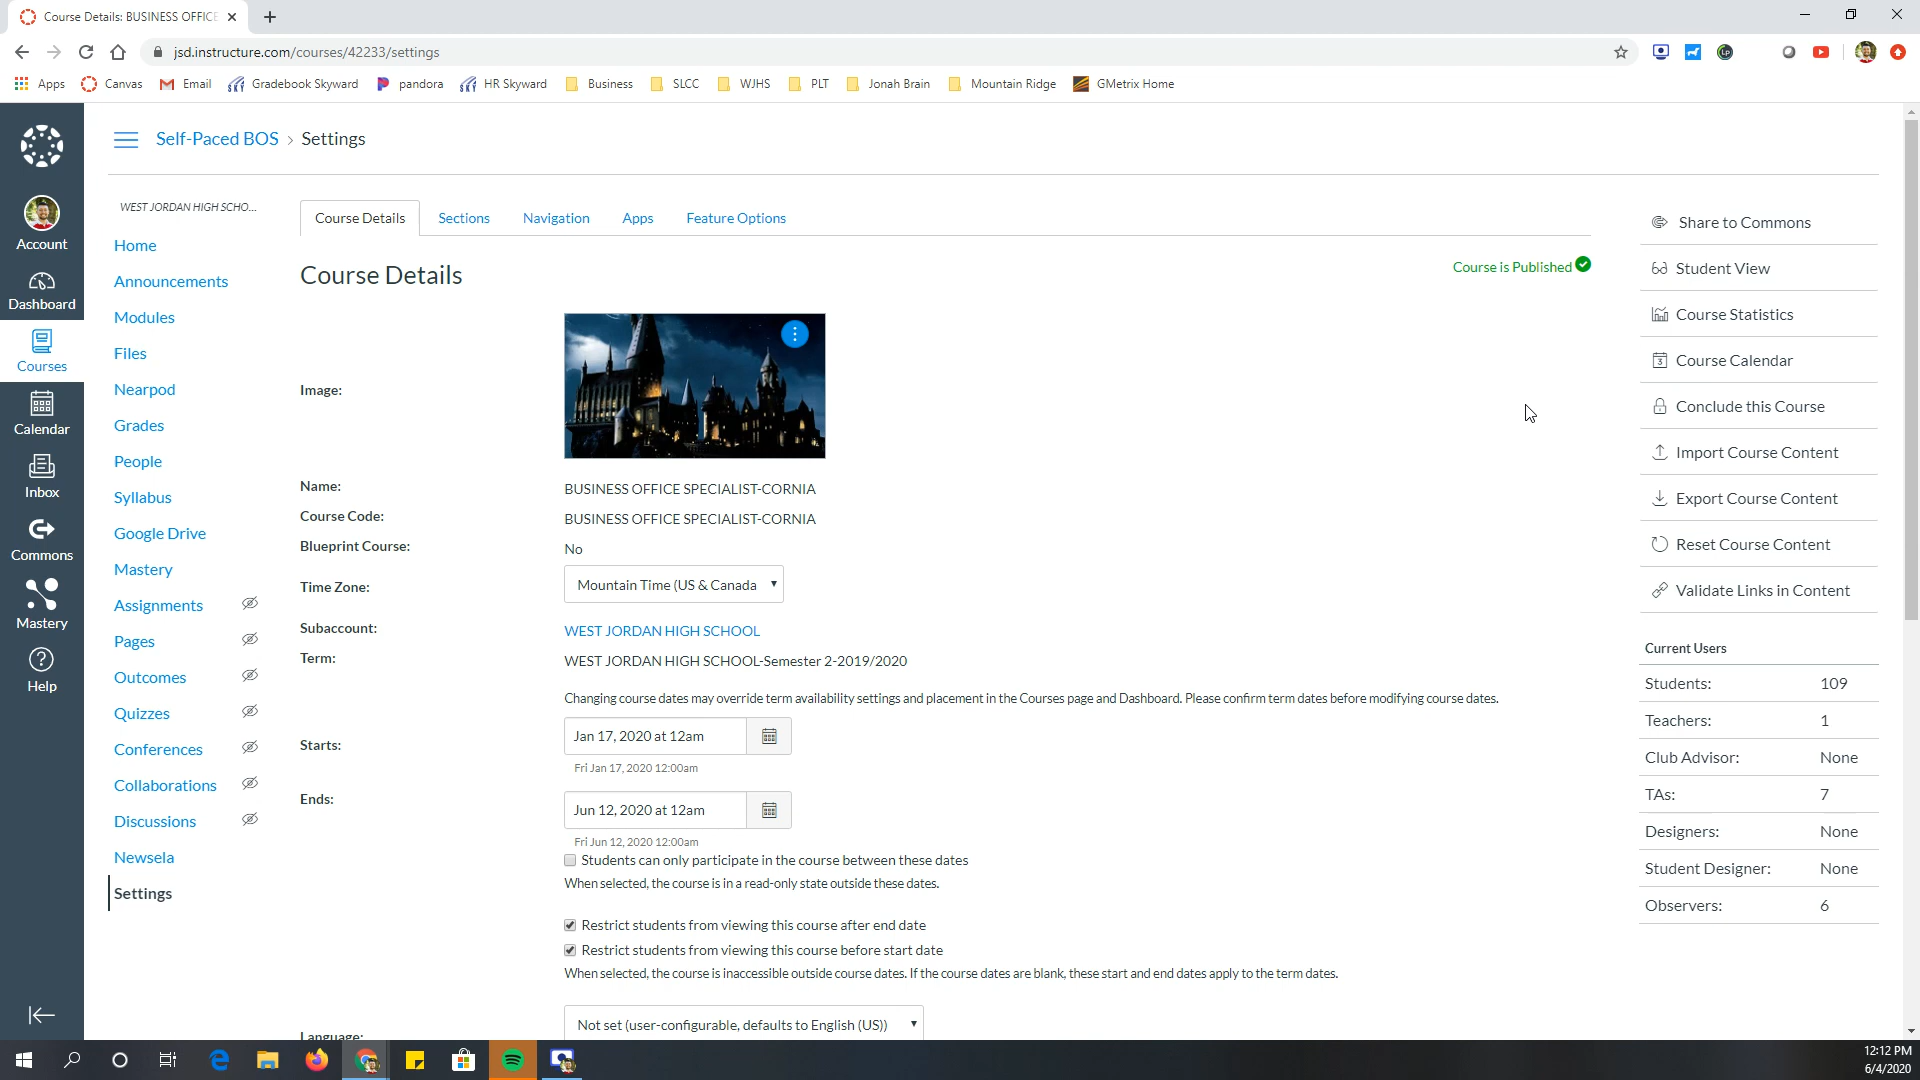 Course Details: BUSINESS OFFICE
jsd.instructure.com/courses/42233/settings
Apps Canvas Email Gradebook Skyward pandora HR Skyward Business SLCC WJHS PLT Jonah Brain Mountain Ridge GMetrix Home
Self-Paced BOS > Settings
Account
Dashboard
Courses
Calendar
Inbox
Commons
Mastery
Help
WEST JORDAN HIGH SCHO...
Home
Announcements
Modules
Files
Nearpod
Grades
People
Syllabus
Google Drive
Mastery
Assignments
Pages
Outcomes
Quizzes
Conferences
Collaborations
Discussions
Newsela
Settings
Course Details Sections Navigation Apps Feature Options
Course Details
Course is Published
Image:
Name: BUSINESS OFFICE SPECIALIST-CORNIA
Course Code: BUSINESS OFFICE SPECIALIST-CORNIA
Blueprint Course: No
Time Zone: Mountain Time (US & Canada
Subaccount: WEST JORDAN HIGH SCHOOL
Term: WEST JORDAN HIGH SCHOOL-Semester 2-2019/2020
Changing course dates may override term availability settings and placement in the Courses page and Dashboard. Please confirm term dates before modifying course dates.
Starts: Jan 17, 2020 at 12am
Fri Jan 17, 2020 12:00am
Ends: Jun 12, 2020 at 12am
Fri Jun 12, 2020 12:00am
Students can only participate in the course between these dates
When selected, the course is in a read-only state outside these dates.
Restrict students from viewing this course after end date
Restrict students from viewing this course before start date
When selected, the course is inaccessible outside course dates. If the course dates are blank, these start and end dates apply to the term dates.
Language: Not set (user-configurable, defaults to English (US))
Share to Commons
Student View
Course Statistics
Course Calendar
Conclude this Course
Import Course Content
Export Course Content
Reset Course Content
Validate Links in Content
Current Users
Students: 109
Teachers: 1
Club Advisor: None
TAs: 7
Designers: None
Student Designer: None
Observers: 6
12:12 PM
6/4/2020